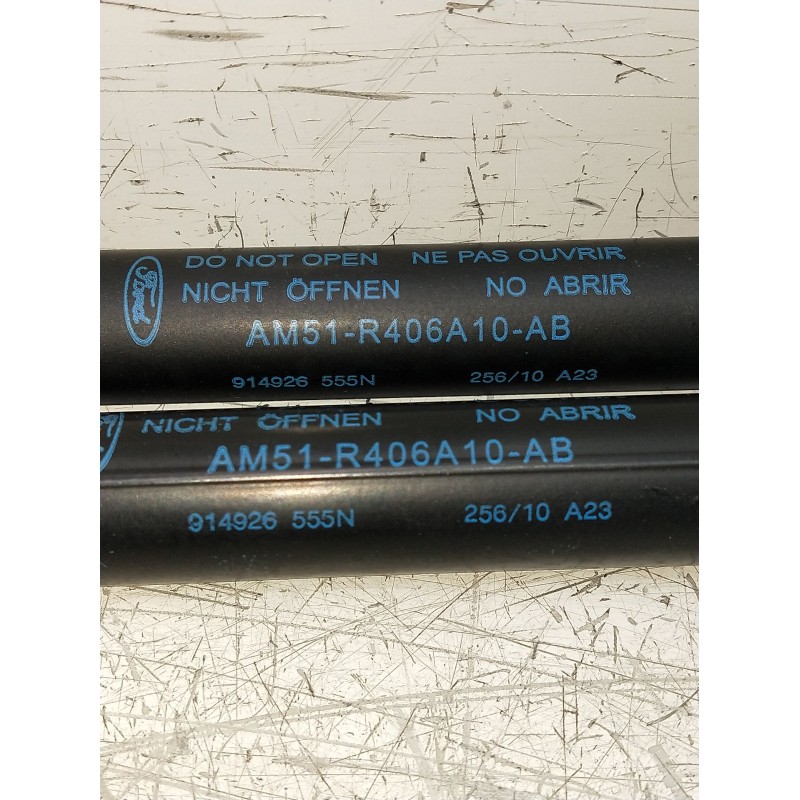 DO NOT OPEN NE PAS OUVRIR
Ford NICHT ÖFFNEN NO ABRIR
AM51-R406A10-AB
914926 555N 256/10 A23
NICHT ÖFFNEN NO ABRIR
AM51-R406A10-AB
914926 555N 256/10 A23